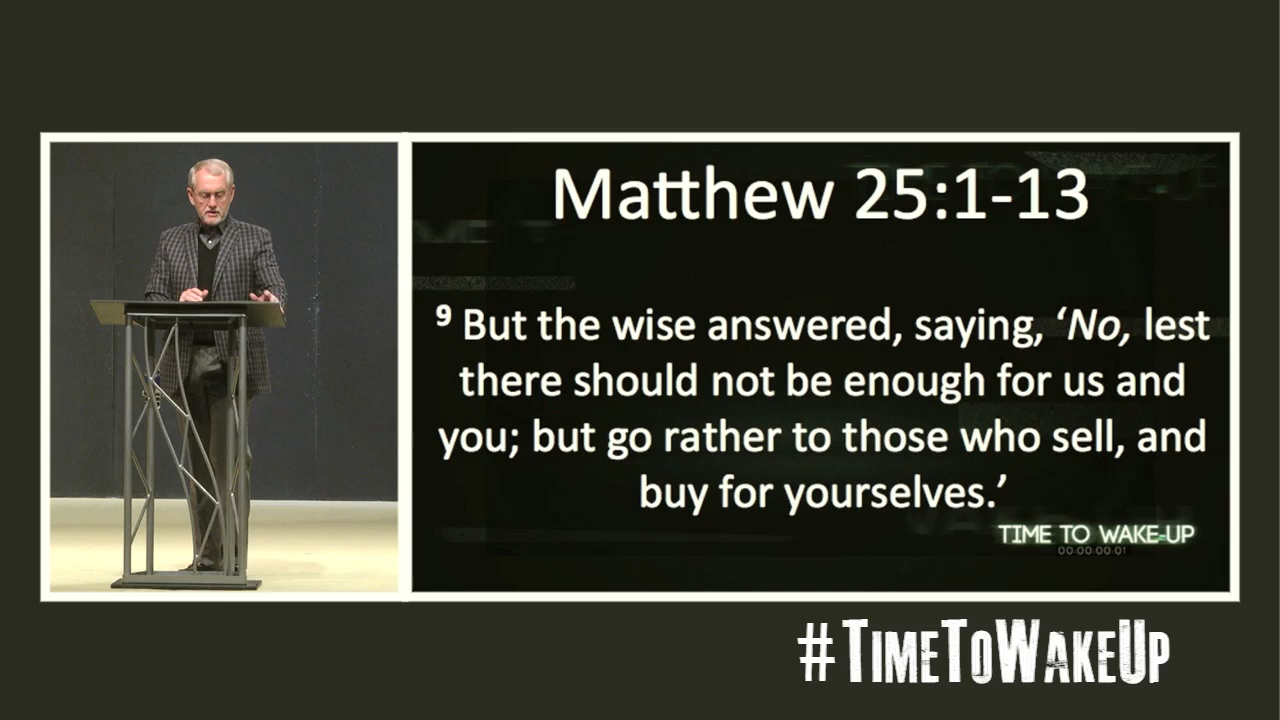 Matthew 25:1-13
9 But the wise answered, saying, ‘No, lest
there should not be enough for us and
you; but go rather to those who sell, and
buy for yourselves.’
TIME TO WAKE-UP
00:00:00:01
#TIMETOWAKEUP